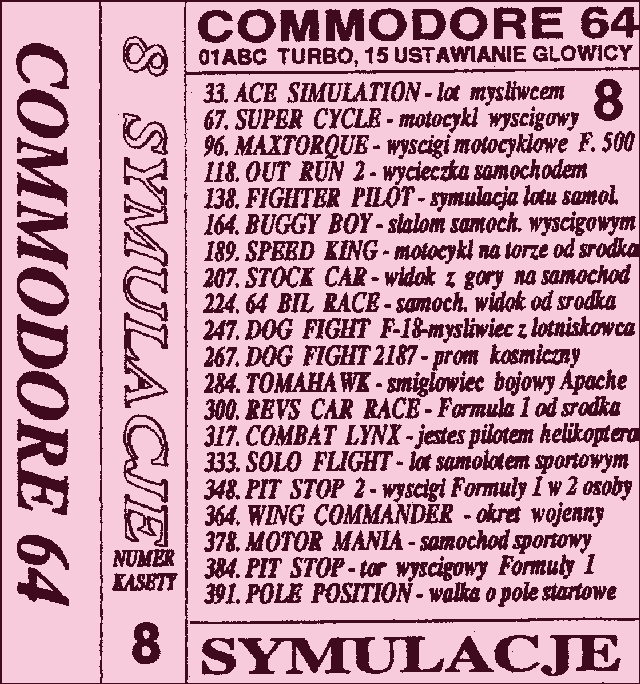 COMMODORE 64
8 SYMULACJE
NUMER
KASETY
8
COMMODORE 64
01ABC TURBO, 15 USTAWIANIE GLOWICY
8
33. ACE SIMULATION - lot mysliwcem
67. SUPER CYCLE - motocykl wyscigowy
96. MAXTORQUE - wyscigi motocyklowe F. 500
118. OUT RUN 2 - wycieczka samochodem
138. FIGHTER PILOT - symulacja lotu samol.
164. BUGGY BOY - slalom samoch. wyscigowym
189. SPEED KING - motocykl na torze od srodka
207. STOCK CAR - widok z gory na samochod
224. 64 BIL RACE - samoch. widok od srodka
247. DOG FIGHT F-18-mysliwiec z lotniskowca
267. DOG FIGHT 2187 - prom kosmiczny
284. TOMAHAWK - smiglowiec bojowy Apache
300. REVS CAR RACE - Formula 1 od srodka
317. COMBAT LYNX - jestes pilotem helikoptera
333. SOLO FLIGHT - lot samolotem sportowym
348. PIT STOP 2 - wyscigi Formuly 1 w 2 osoby
364. WING COMMANDER - okret wojenny
378. MOTOR MANIA - samochod sportowy
384. PIT STOP - tor wyscigowy Formuly 1
391. POLE POSITION - walka o pole startowe
SYMULACJE